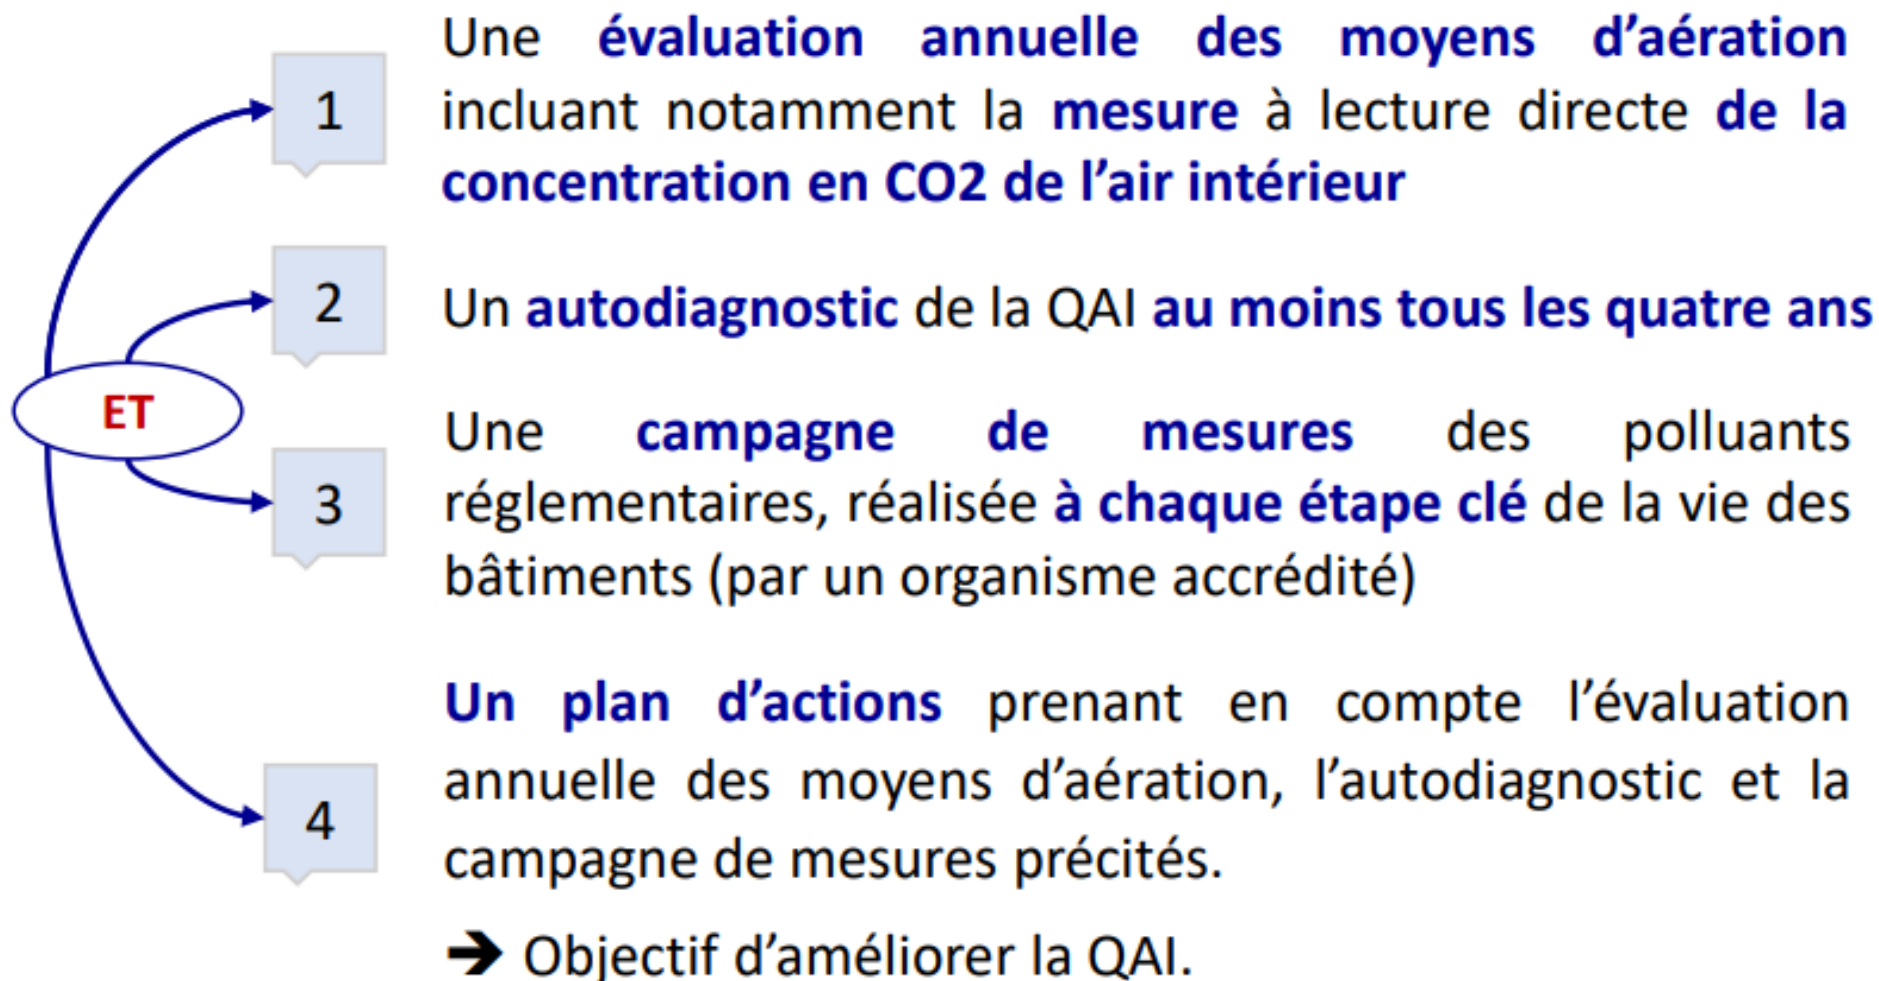 Une évaluation annuelle des moyens d’aération
1
incluant notamment la mesure à lecture directe de la
concentration en CO2 de l’air intérieur
2
Un autodiagnostic de la QAI au moins tous les quatre ans
ET
Une campagne de mesures des polluants
3
réglementaires, réalisée à chaque étape clé de la vie des
bâtiments (par un organisme accrédité)
Un plan d’actions prenant en compte l’évaluation
4
annuelle des moyens d’aération, l’autodiagnostic et la
campagne de mesures précités.
➔ Objectif d’améliorer la QAI.